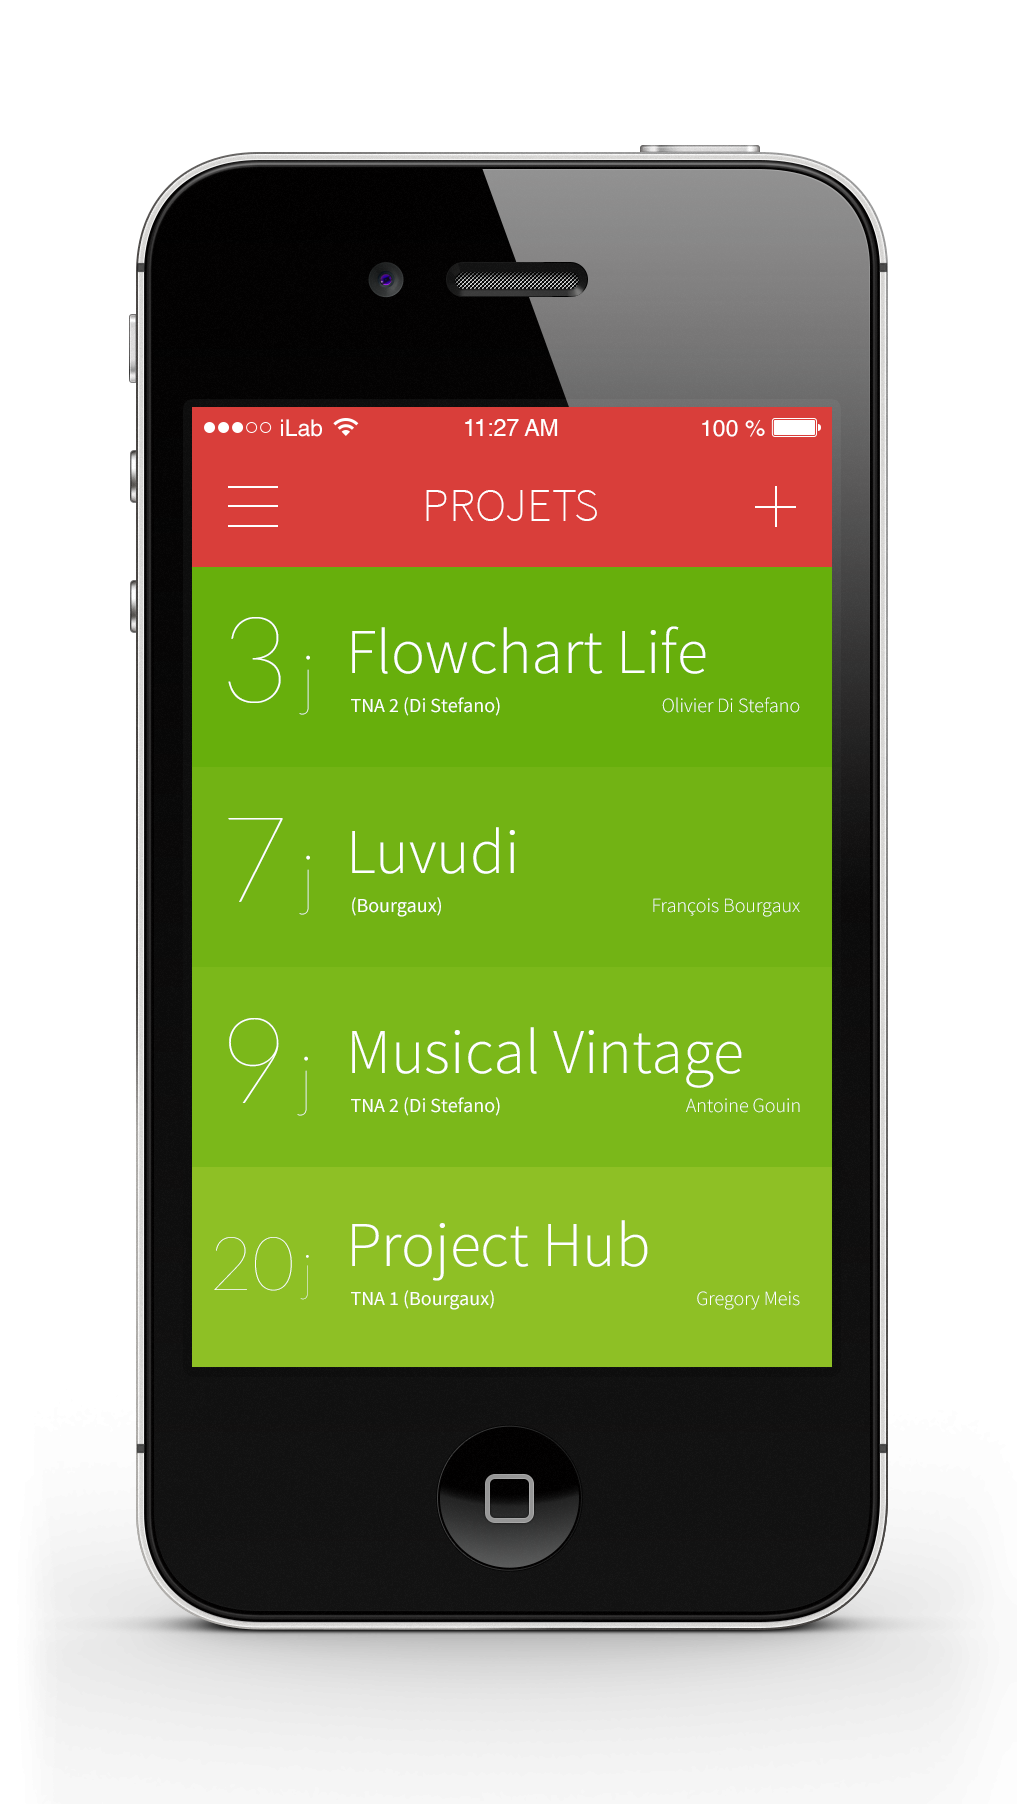 iLab 11:27 AM 100 %
PROJETS
3 j Flowchart Life
TNA 2 (Di Stefano) Olivier Di Stefano
7 j Luvudi
(Bourgaux) François Bourgaux
9 j Musical Vintage
TNA 2 (Di Stefano) Antoine Gouin
20 j Project Hub
TNA 1 (Bourgaux) Gregory Meis